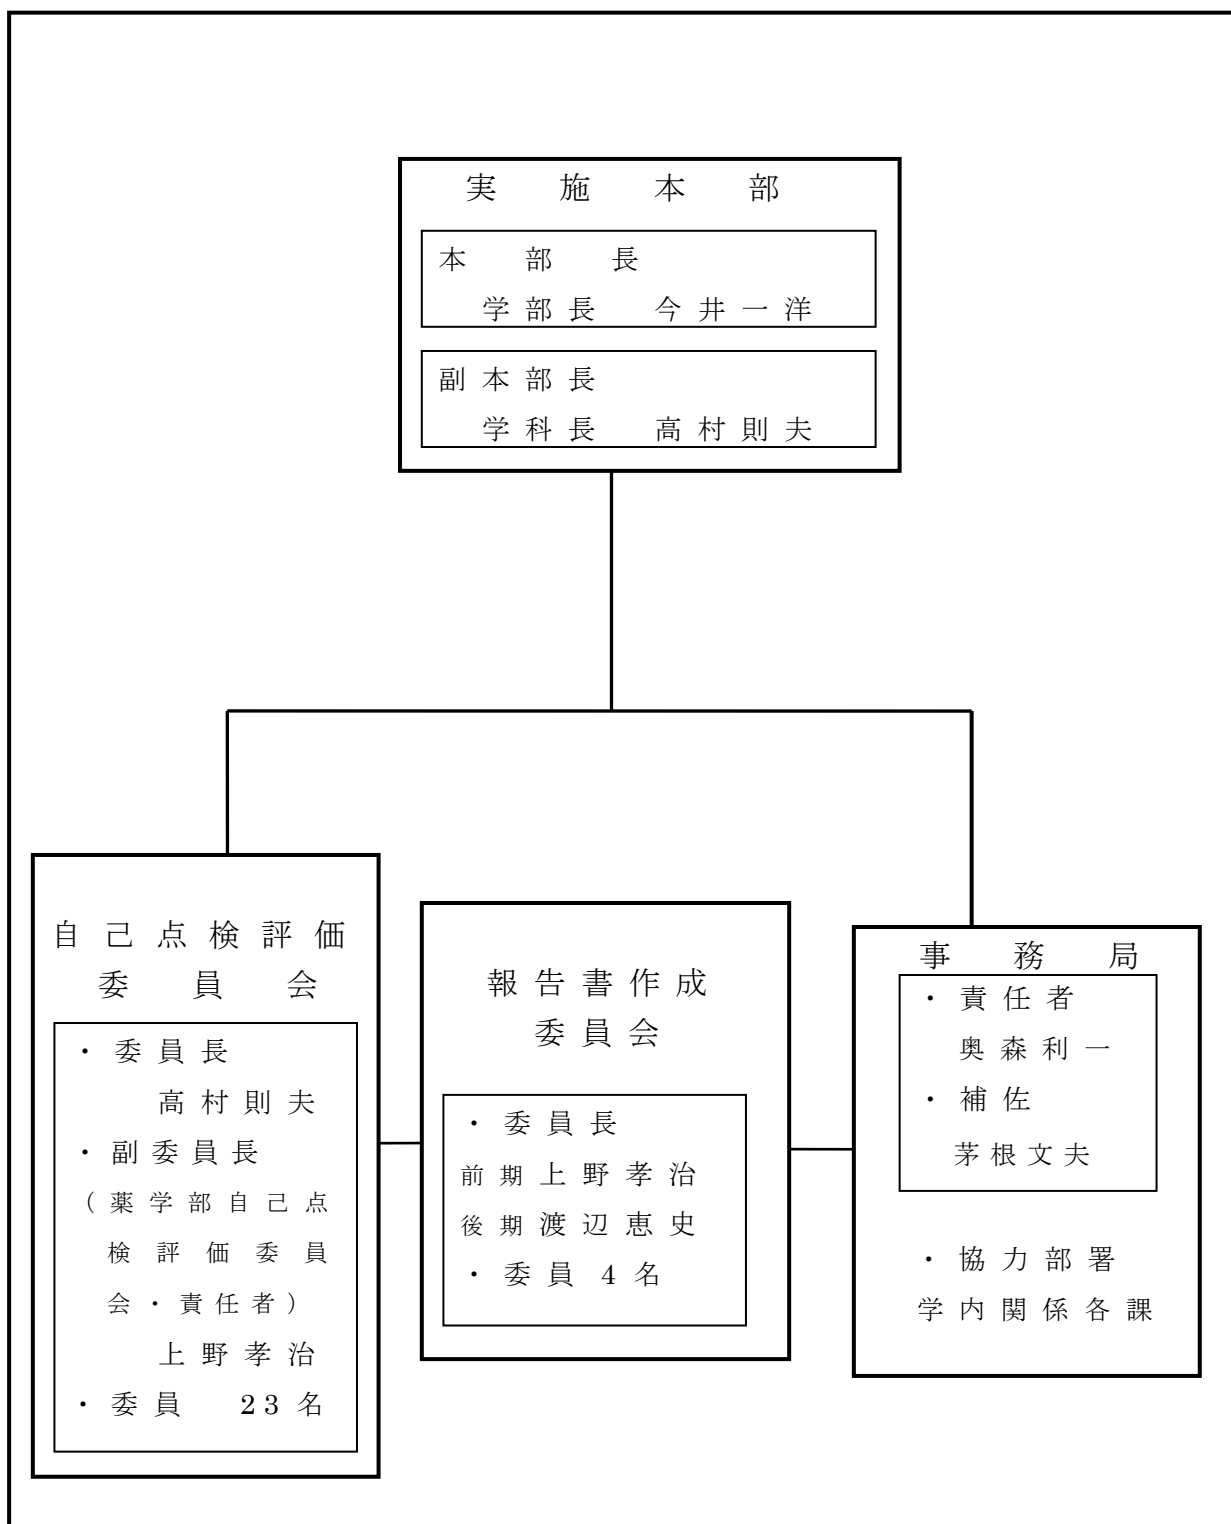 実施本部
本部長
学部長 今井一洋
副本部長
学科長 高村則夫
自己点検評価
委員会
・委員長
高村則夫
・副委員長
(薬学部自己点
検評価委員
会・責任者)
上野孝治
・委員 23名
報告書作成
委員会
・委員長
前期上野孝治
後期渡辺恵史
・委員 4名
事務局
・責任者
奥森利一
・補佐
茅根文夫
・協力部署
学内関係各課